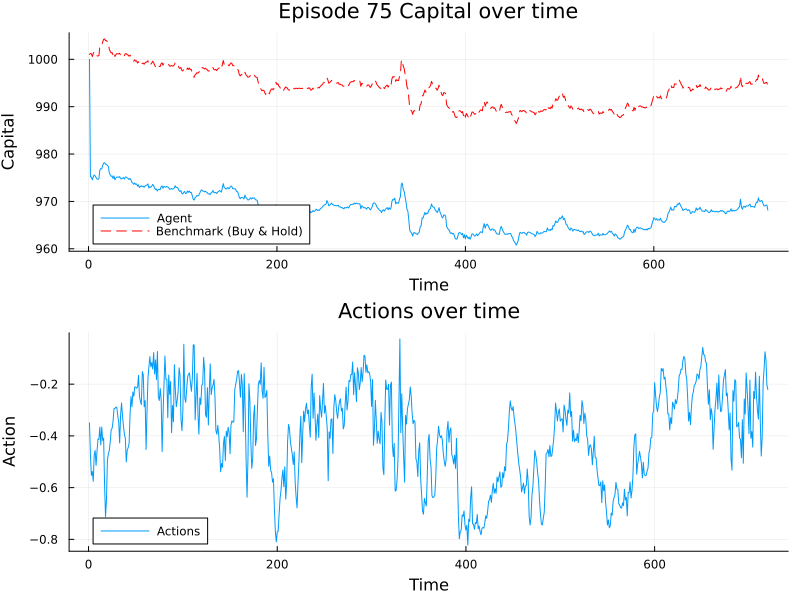 Episode 75 Capital over time
1000
990
980
970
960
Capital
Agent
Benchmark (Buy & Hold)
0 200 400 600
Time
Actions over time
−0.2
−0.4
−0.6
−0.8
Action
Actions
0 200 400 600
Time